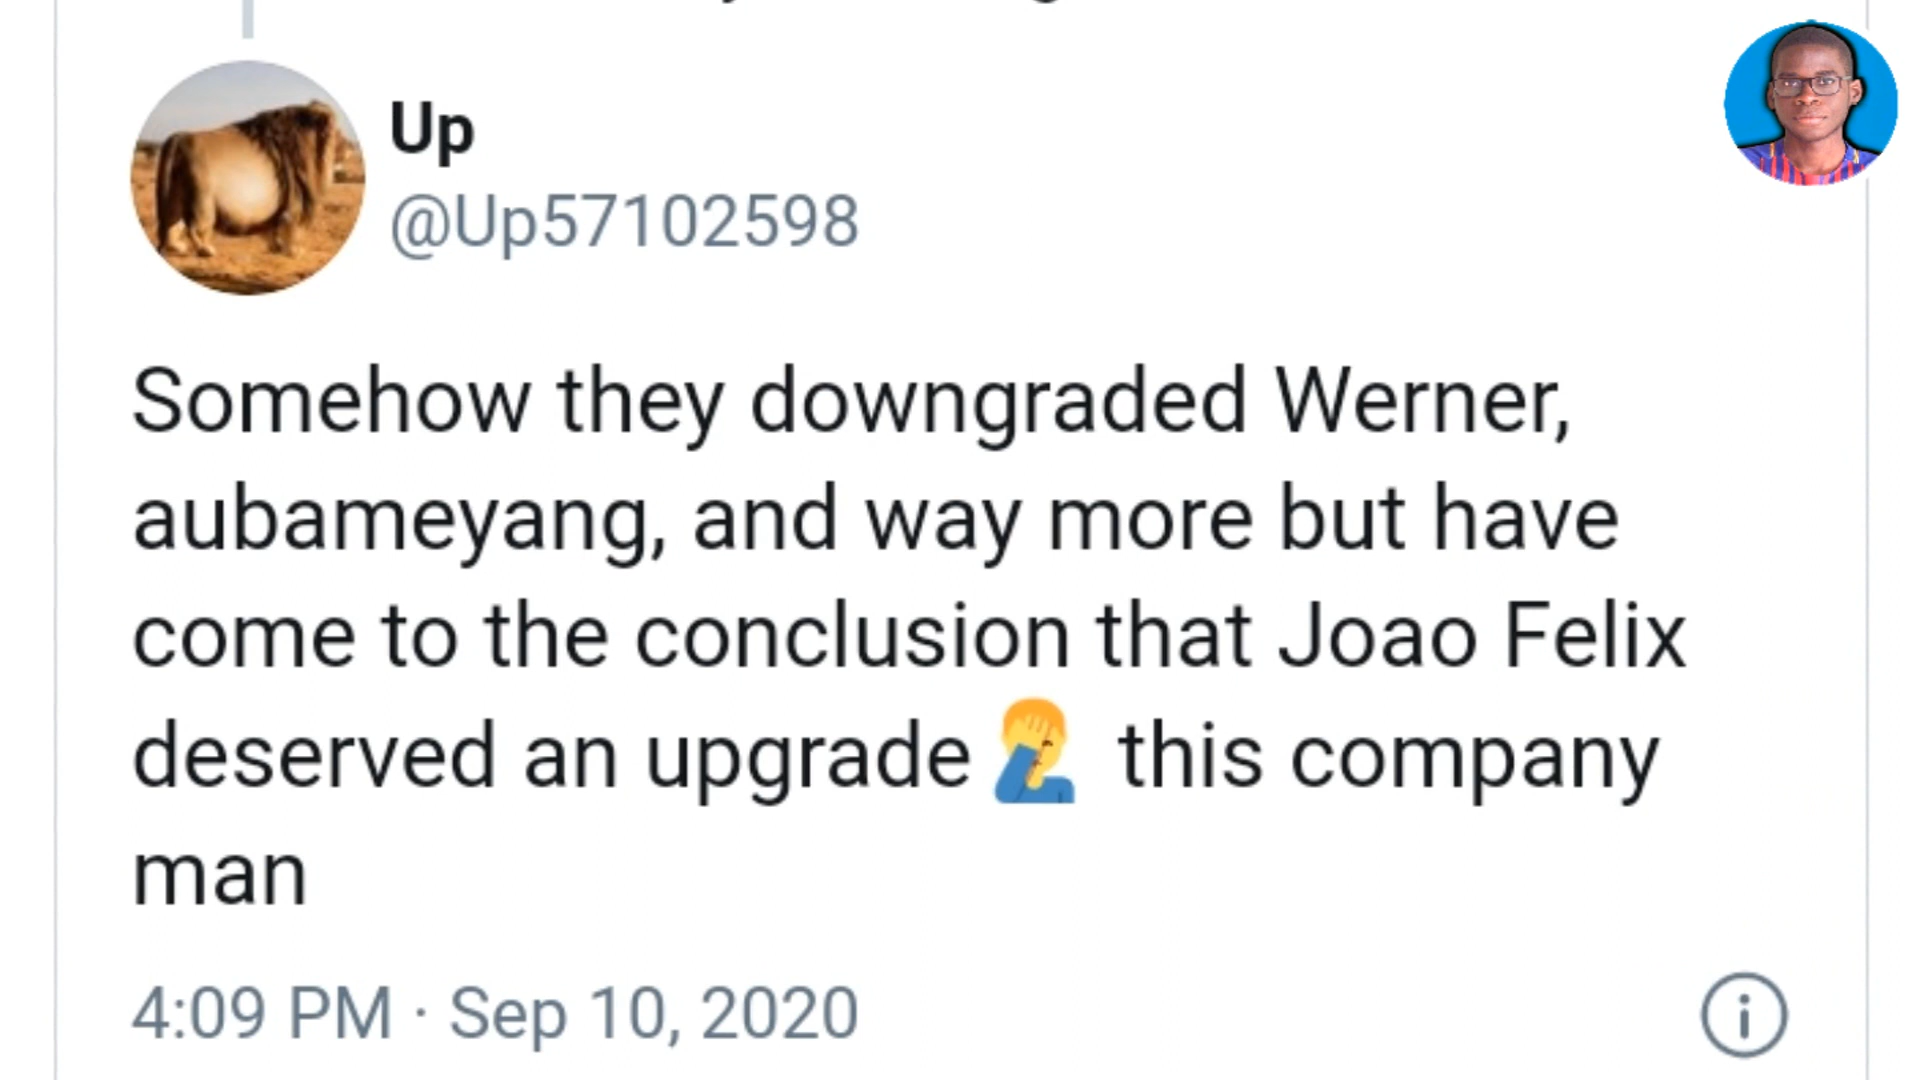 Up
@Up57102598
Somehow they downgraded Werner,
aubameyang, and way more but have
come to the conclusion that Joao Felix
deserved an upgrade🤦‍♂️ this company
man
4:09 PM · Sep 10, 2020